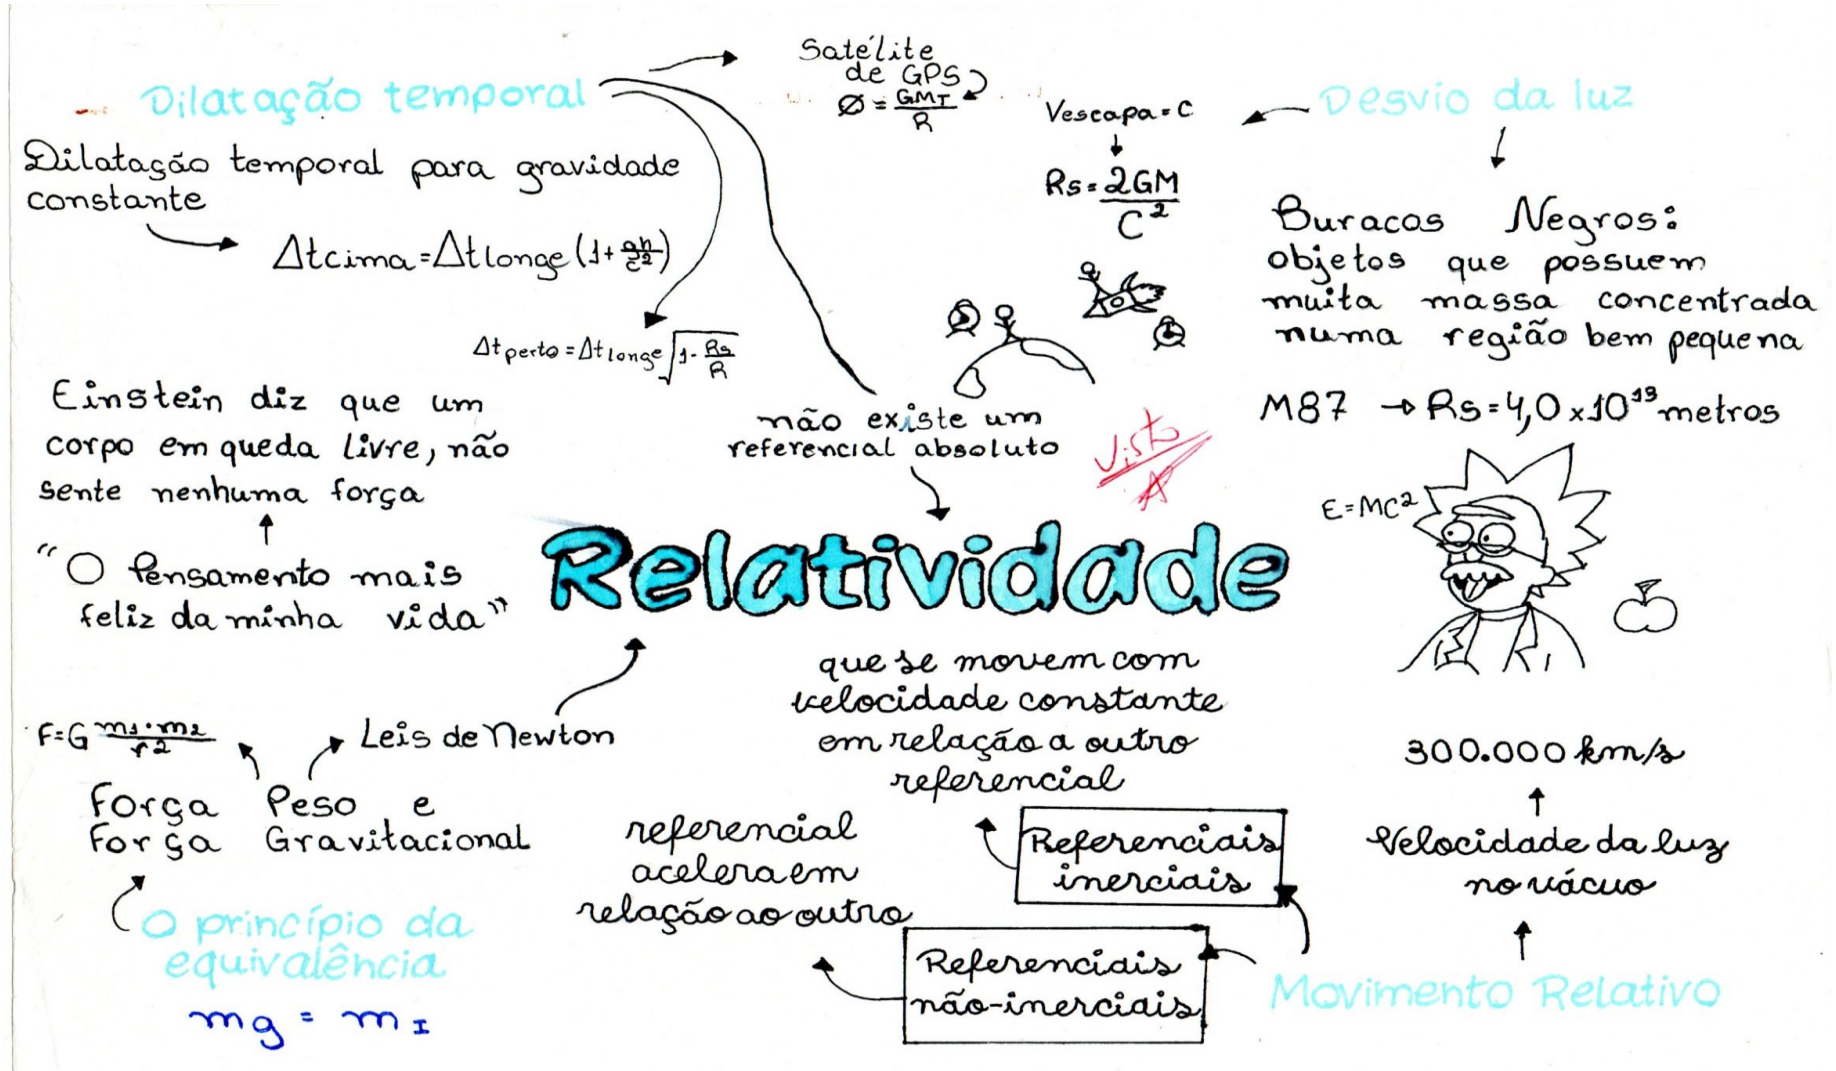 Dilatação temporal
Dilatação temporal para gravidade
constante
Δtcima=Δtlonge(1+gh/c2)
Δtperto=Δtlonge√1-Rs/R
Satélite
de GPS
Ø=GMT/R
não existe um
referencial absoluto
Visto
Desvio da luz
Vescapa=C
Rs=2GM/C²
Buracos Negros:
objetos que possuem
muita massa concentrada
numa região bem pequena
M87 → Rs=4,0x10¹³metros
E=MC²
Einstein diz que um
corpo em queda livre, não
sente nenhuma força
"O Pensamento mais
feliz da minha vida"
Relatividade
F=G m1.m2/r2
Leis de Newton
Força Peso e
Força Gravitacional
O princípio da
equivalência
mg = mI
que se movem com
velocidade constante
em relação a outro
referencial
Referenciais
inerciais
referencial
acelera em
relação ao outro
Referenciais
não-inerciais
300.000 km/s
Velocidade da luz
no vácuo
Movimento Relativo